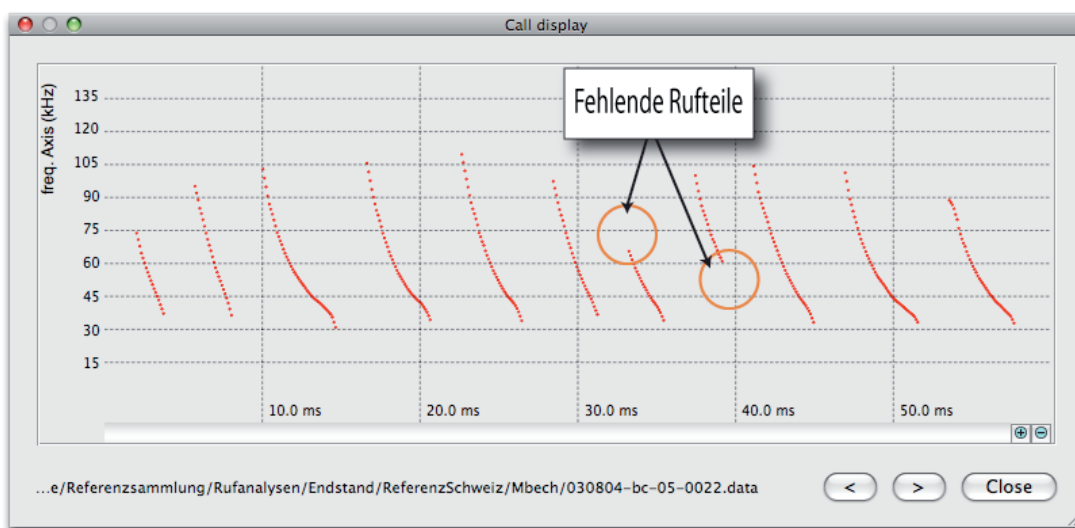 Call display
Fehlende Rufteile
freq. Axis (kHz)
135
120
105
90
75
60
45
30
15
10.0 ms
20.0 ms
30.0 ms
40.0 ms
50.0 ms
...e/Referenzsammlung/Rufanalysen/Endstand/ReferenzSchweiz/Mbech/030804-bc-05-0022.data
<
>
Close